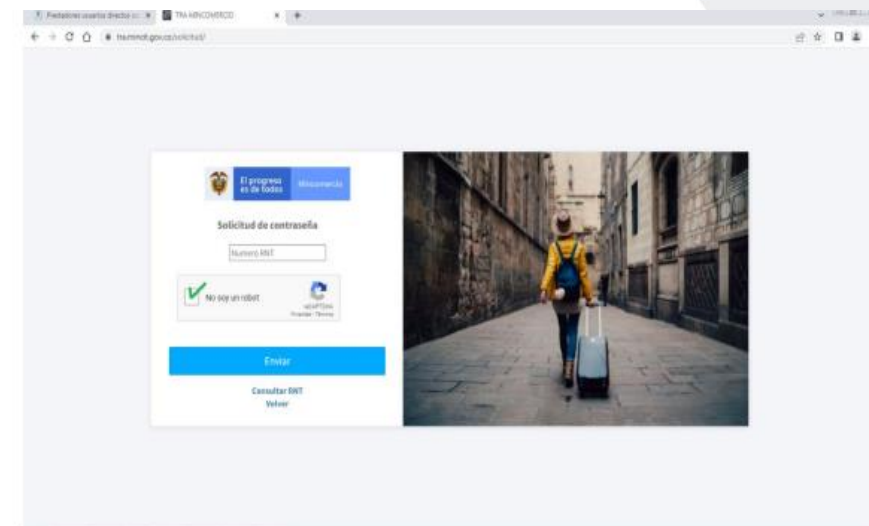 TRA MINCOMERCIO
El progreso
es de todos
Mincomercio
Solicitud de contraseña
Numero RNT
No soy un robot
reCAPTCHA
Enviar
Consultar RNT
Volver